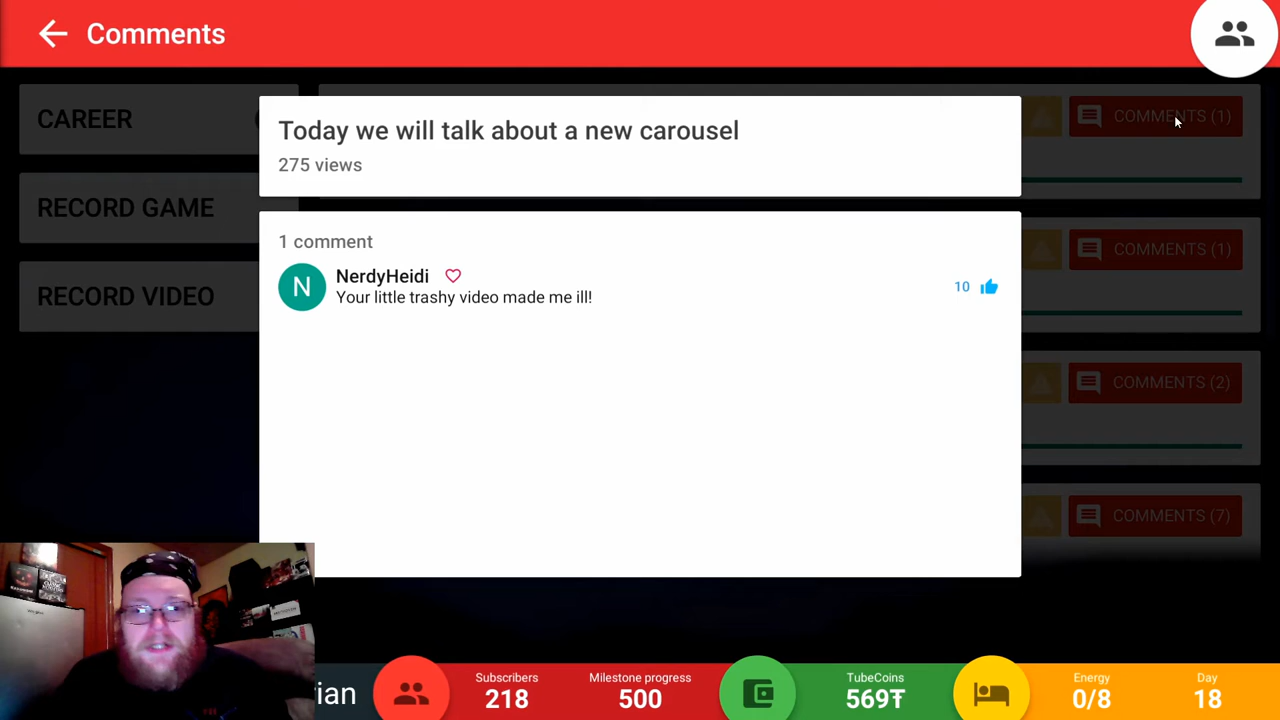 Comments
CAREER
COMMENTS (1)
Today we will talk about a new carousel
275 views
RECORD GAME
1 comment
COMMENTS (1)
N
NerdyHeidi
Your little trashy video made me ill!
10
RECORD VIDEO
COMMENTS (2)
COMMENTS (7)
ian
Subscribers
218
Milestone progress
500
TubeCoins
569₸
Energy
0/8
Day
18